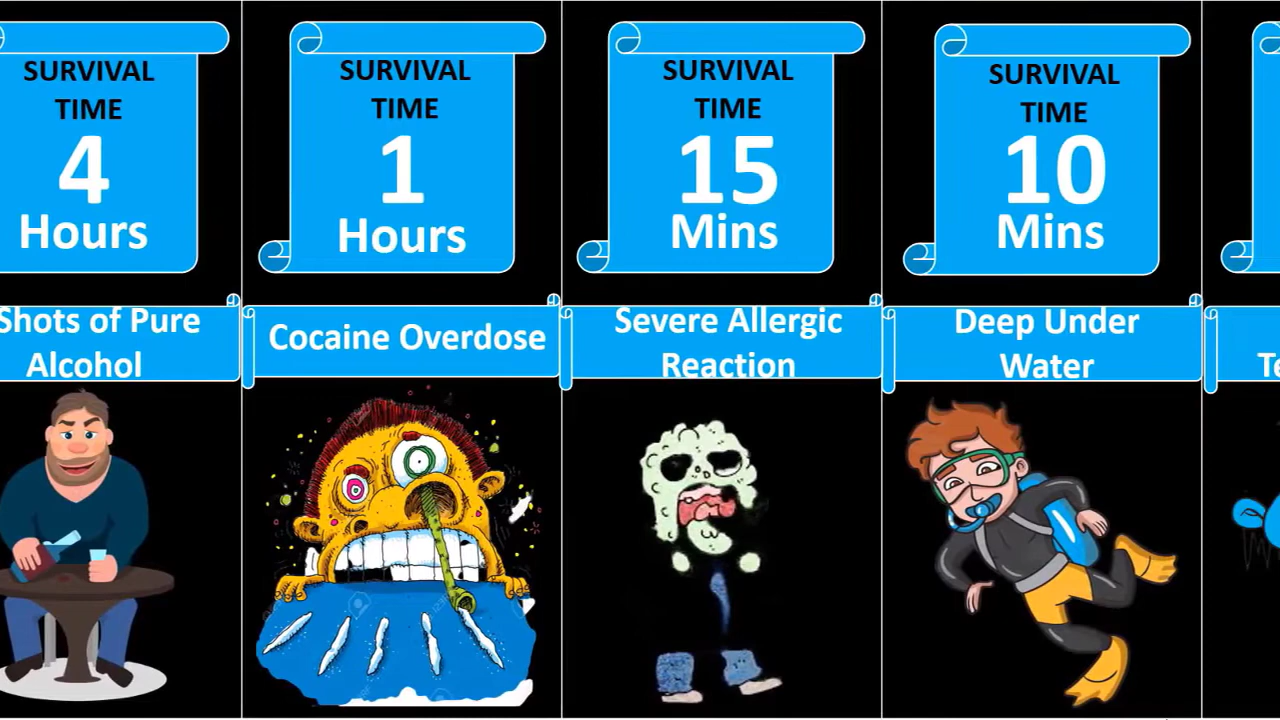 SURVIVAL
TIME
4
Hours
Shots of Pure
Alcohol
SURVIVAL
TIME
1
Hours
Cocaine Overdose
SURVIVAL
TIME
15
Mins
Severe Allergic
Reaction
SURVIVAL
TIME
10
Mins
Deep Under
Water
Te